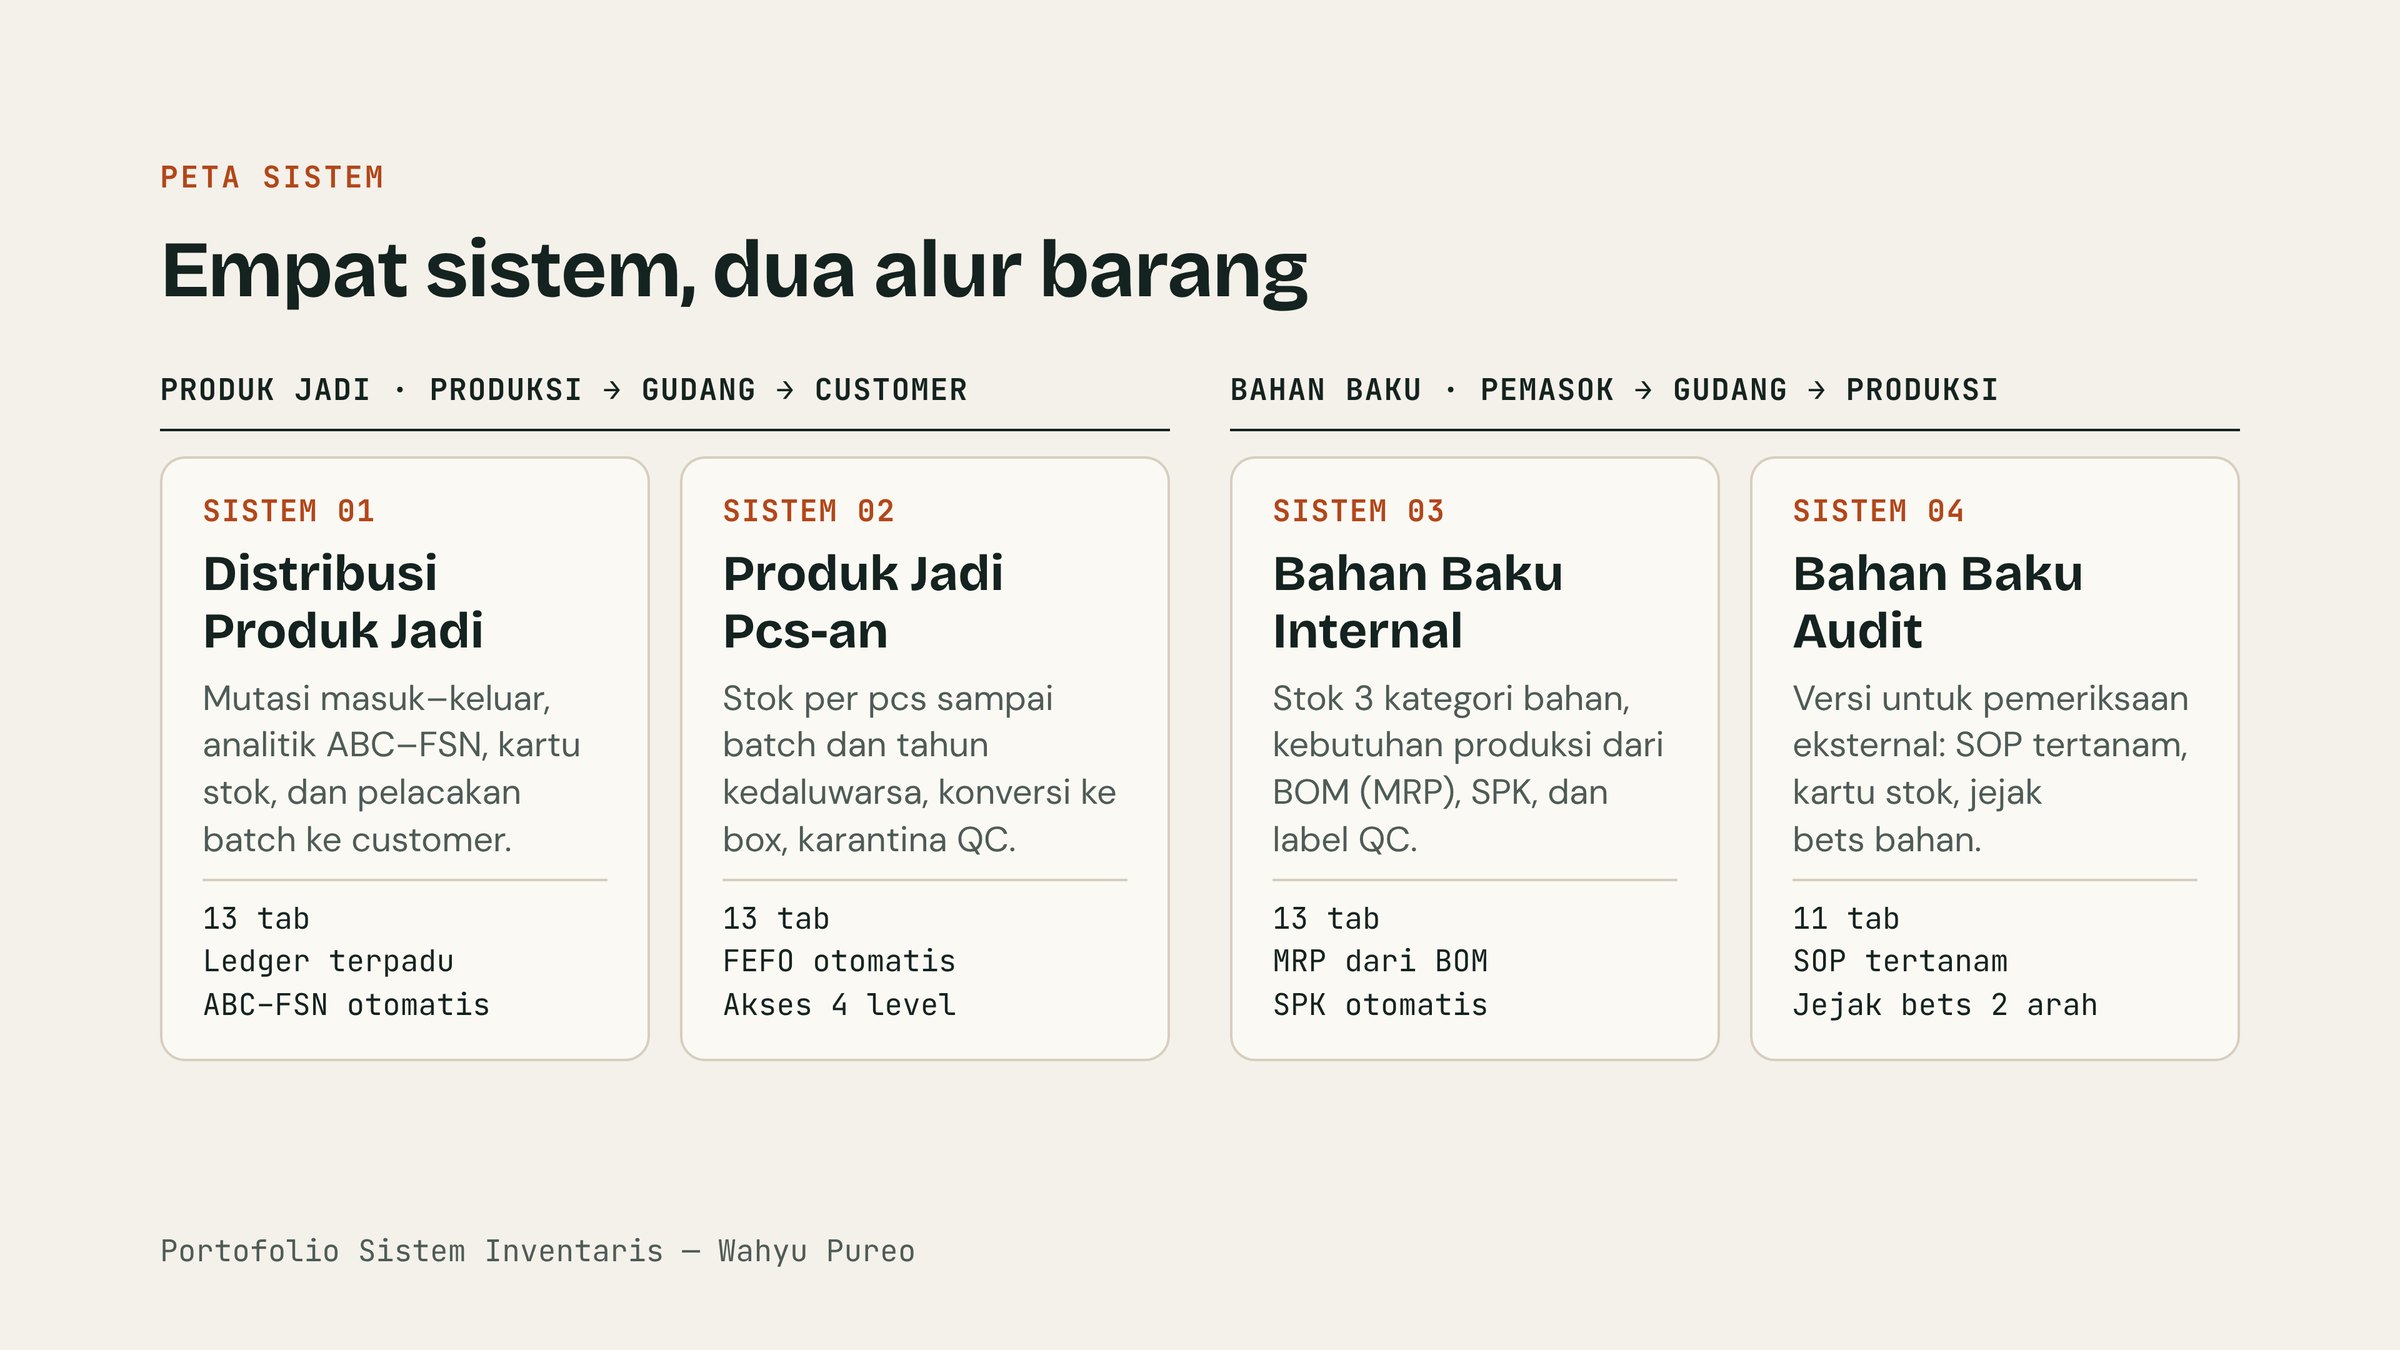 PETA SISTEM
Empat sistem, dua alur barang
PRODUK JADI · PRODUKSI → GUDANG → CUSTOMER
SISTEM 01
Distribusi
Produk Jadi
Mutasi masuk–keluar,
analitik ABC–FSN, kartu
stok, dan pelacakan
batch ke customer.
13 tab
Ledger terpadu
ABC–FSN otomatis
SISTEM 02
Produk Jadi
Pcs-an
Stok per pcs sampai
batch dan tahun
kedaluwarsa, konversi ke
box, karantina QC.
13 tab
FEFO otomatis
Akses 4 level
BAHAN BAKU · PEMASOK → GUDANG → PRODUKSI
SISTEM 03
Bahan Baku
Internal
Stok 3 kategori bahan,
kebutuhan produksi dari
BOM (MRP), SPK, dan
label QC.
13 tab
MRP dari BOM
SPK otomatis
SISTEM 04
Bahan Baku
Audit
Versi untuk pemeriksaan
eksternal: SOP tertanam,
kartu stok, jejak
bets bahan.
11 tab
SOP tertanam
Jejak bets 2 arah
Portofolio Sistem Inventaris — Wahyu Pureo